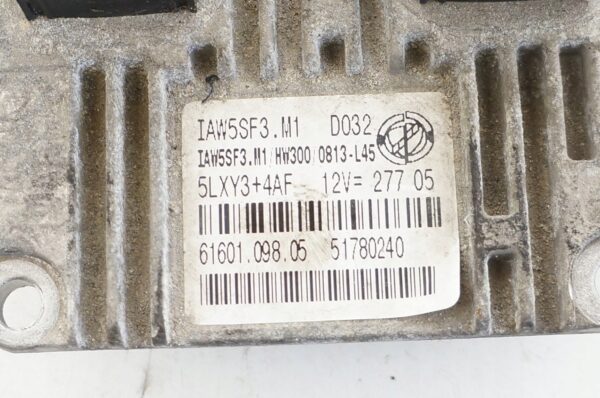 IAW5SF3.M1 D032
IAW5SF3.M1/HW300/0813-L45
5LXY3+4AF 12V= 277 05
61601.098.05 51780240